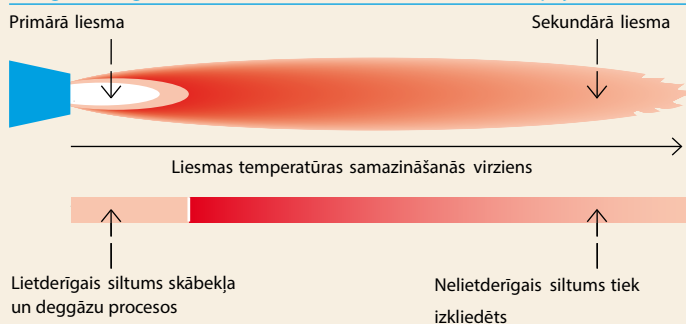 Primārā liesma
Sekundārā liesma
Liesmas temperatūras samazināšanās virziens
Lietderīgais siltums skābekļa
un deggāzu procesos
Nelietderīgais siltums tiek
izkliedēts